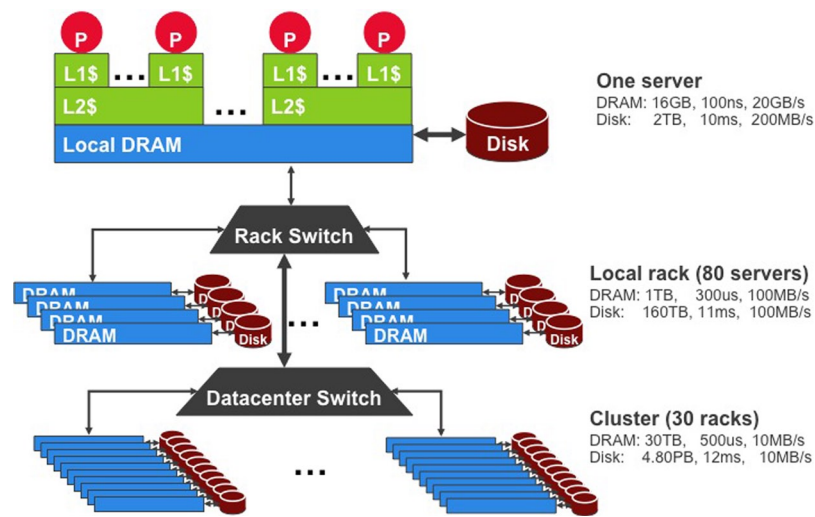 P P P P
L1$ ... L1$ ... L1$ ... L1$
L2$ ... L2$
Local DRAM
Disk
One server
DRAM: 16GB, 100ns, 20GB/s
Disk: 2TB, 10ms, 200MB/s
Rack Switch
DRAM
DRAM
DRAM
DRAM
Disk
...
DRAM
DRAM
DRAM
DRAM
Disk
Local rack (80 servers)
DRAM: 1TB, 300us, 100MB/s
Disk: 160TB, 11ms, 100MB/s
Datacenter Switch
...
Cluster (30 racks)
DRAM: 30TB, 500us, 10MB/s
Disk: 4.80PB, 12ms, 10MB/s